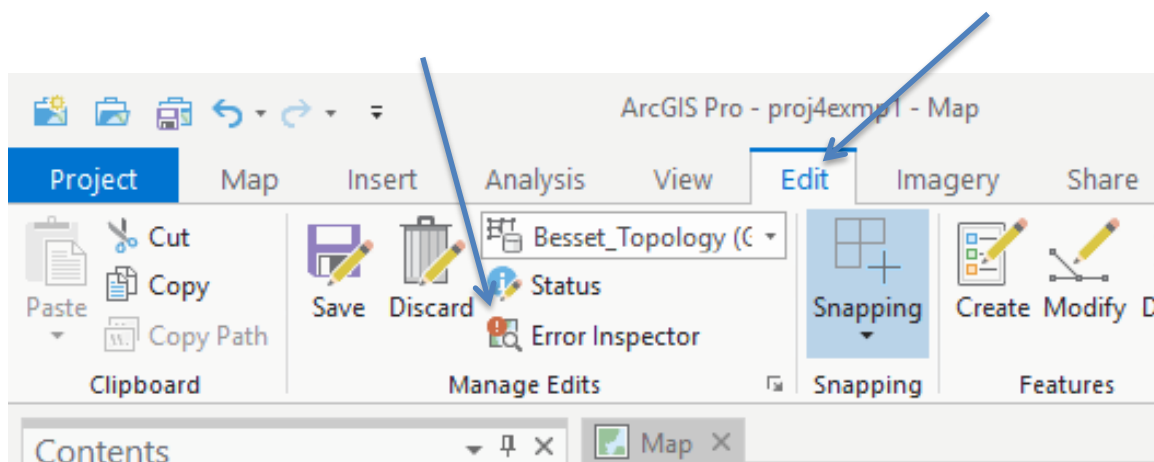 ArcGIS Pro - proj4exmp1 - Map
Project Map Insert Analysis View Edit Imagery Share
Paste
Cut
Copy
Copy Path
Clipboard
Save Discard
Besset_Topology ((
Status
Error Inspector
Manage Edits
Snapping
Snapping
Create Modify D
Features
Contents
Map